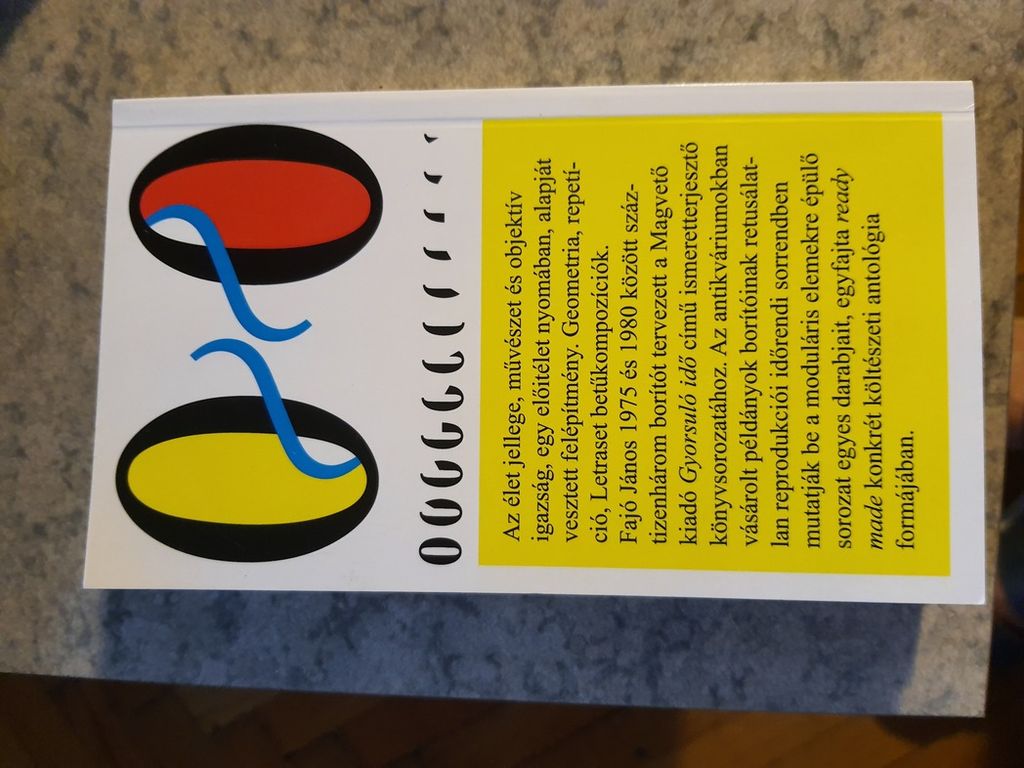 Az élet jellege, művészet és objektív
igazság, egy előítélet nyomában, alapját
vesztett felépítmény. Geometria, repetí-
ció, Letraset betűkompozíciók.
Fajó János 1975 és 1980 között száz-
tizenhárom borítót tervezett a Magvető
kiadó Gyorsuló idő című ismeretterjesztő
könyvsorozatához. Az antikváriumokban
vásárolt példányok borítóinak retusálat-
lan reprodukciói időrendi sorrendben
mutatják be a moduláris elemekre épülő
sorozat egyes darabjait, egyfajta ready
made konkrét költészeti antológia
formájában.